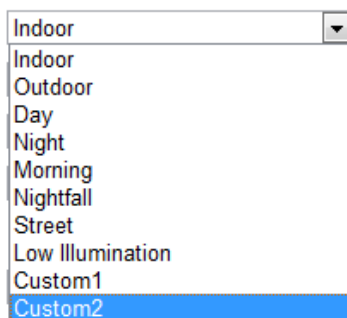 Indoor
Indoor
Outdoor
Day
Night
Morning
Nightfall
Street
Low Illumination
Custom1
Custom2